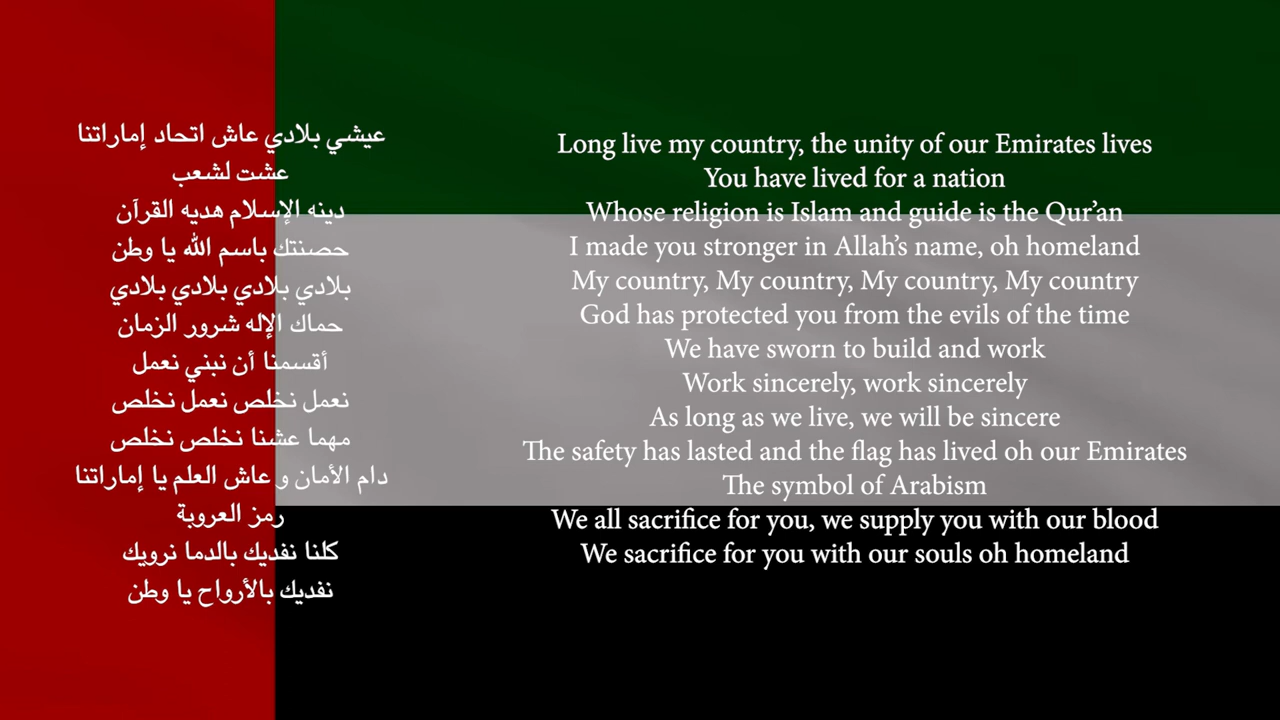 عيشي بلادي عاش اتحاد إماراتنا
عشت لشعب
دينه الإسلام هديه القرآن
حصنتك باسم الله يا وطن
بلادي بلادي بلادي بلادي
حماك الإله شرور الزمان
أقسمنا أن نبني نعمل
نعمل نخلص نعمل نخلص
مهما عشنا نخلص نخلص
دام الأمان و عاش العلم يا إماراتنا
رمز العروبة
كلنا نفديك بالدما نرويك
نفديك بالأرواح يا وطن
Long live my country, the unity of our Emirates lives
You have lived for a nation
Whose religion is Islam and guide is the Qur’an
I made you stronger in Allah’s name, oh homeland
My country, My country, My country, My country
God has protected you from the evils of the time
We have sworn to build and work
Work sincerely, work sincerely
As long as we live, we will be sincere
The safety has lasted and the flag has lived oh our Emirates
The symbol of Arabism
We all sacrifice for you, we supply you with our blood
We sacrifice for you with our souls oh homeland